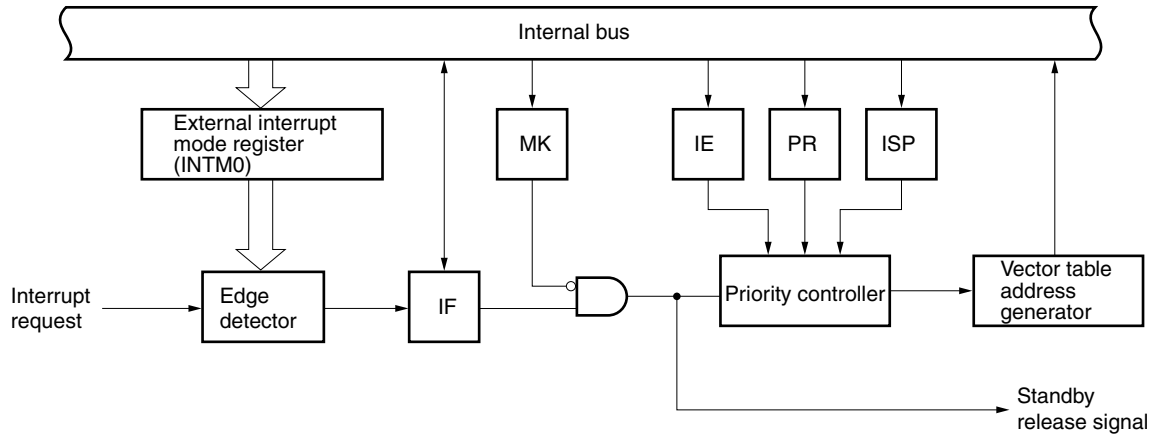 Internal bus
External interrupt
mode register
(INTM0)
MK
IE
PR
ISP
Interrupt
request
Edge
detector
IF
Priority controller
Vector table
address
generator
Standby
release signal